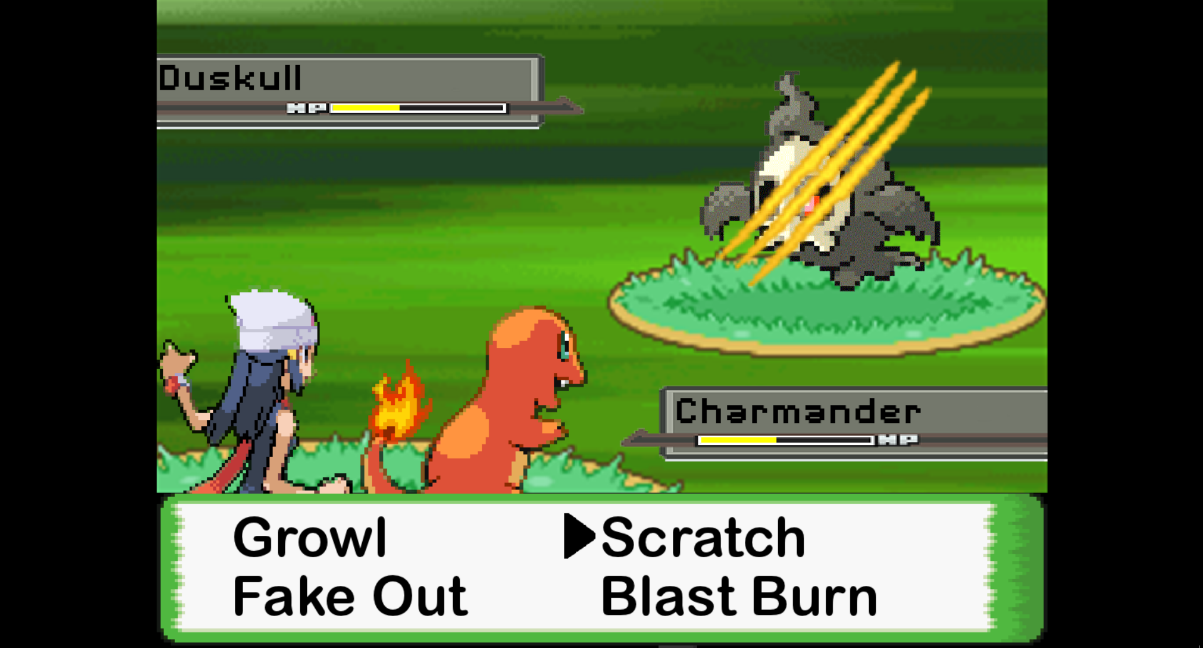 Duskull
HP
Charmander
HP
Growl
Scratch
Fake Out
Blast Burn